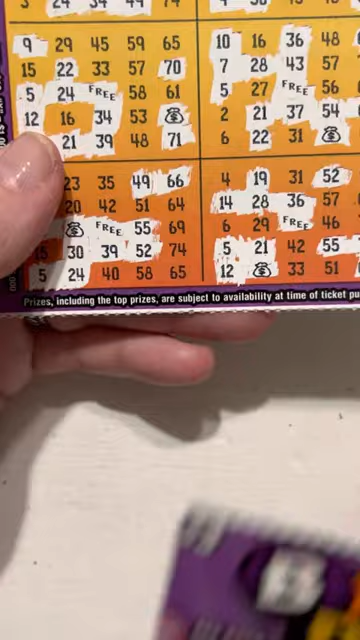 9 29 45 59 65 10 16 36 48
15 22 33 57 70 7 28 43 57
5 24 FREE 58 61 5 27 FREE 56
12 16 34 53 2 21 37 54
21 39 48 71 6 22 31
23 35 49 66 4 19 31 52
20 42 51 64 14 28 36 57
FREE 55 69 6 29 FREE 46
30 39 52 74 5 21 42 55
5 24 40 58 65 12 33 51
Prizes, including the top prizes, are subject to availability at time of ticket pu